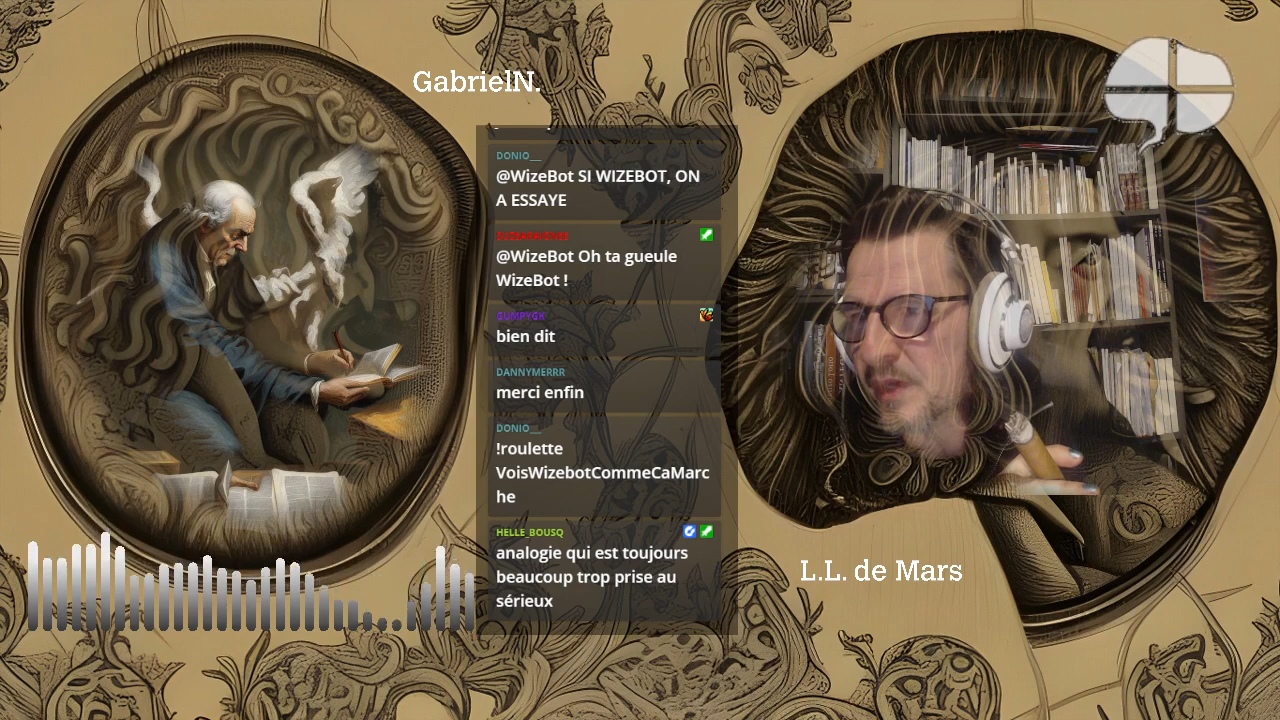 GabrielN.
DONIO__
@WizeBot SI WIZEBOT, ON
A ESSAYE
@WizeBot Oh ta gueule
WizeBot !
GUMPYGH
bien dit
DANNYMERRR
merci enfin
DONIO__
!roulette
VoisWizebotCommeCaMarc
he
HELLE_BOUSQ
analogie qui est toujours
beaucoup trop prise au
sérieux
L.L. de Mars